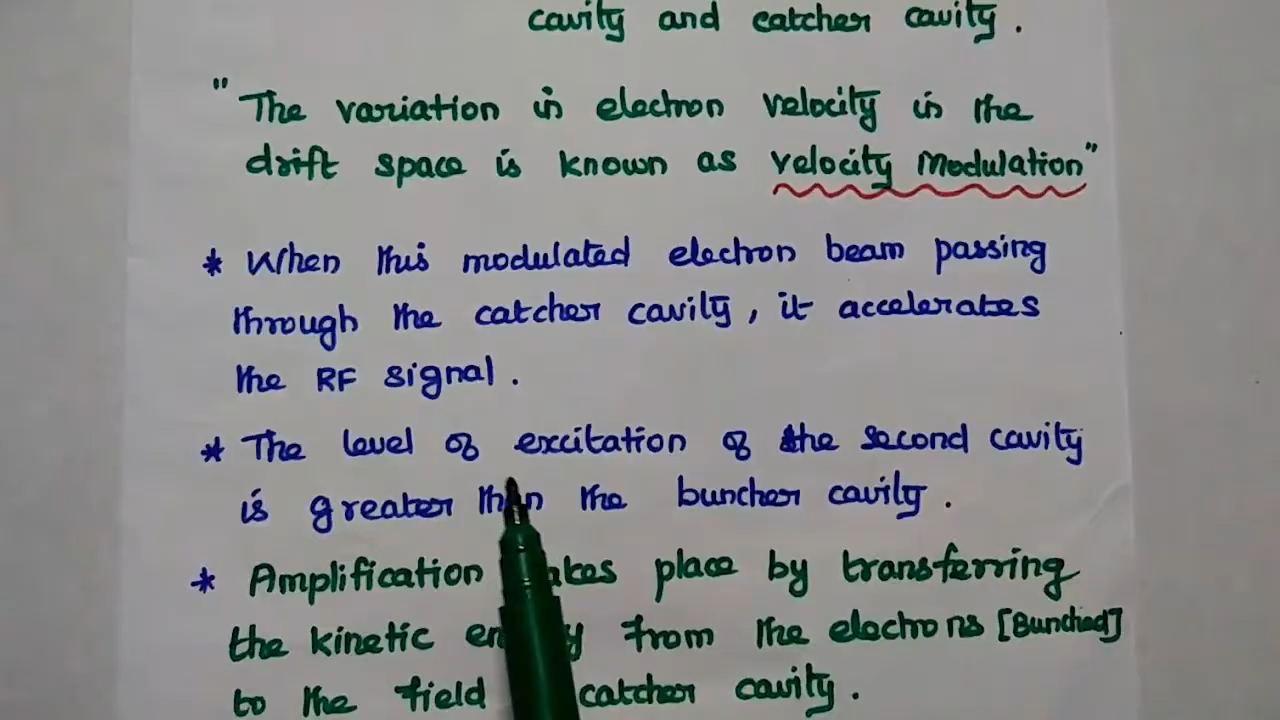 cavity and catcher cavity.
"The variation in electron velocity in the
drift space is known as velocity Modulation"
* When this modulated electron beam passing
through the catcher cavity, it accelerates
the RF signal.
* The level of excitation of the second cavity
is greater than the buncher cavity.
* Amplification takes place by transferring
the kinetic energy from the electrons [Bunched]
to the field catcher cavity.